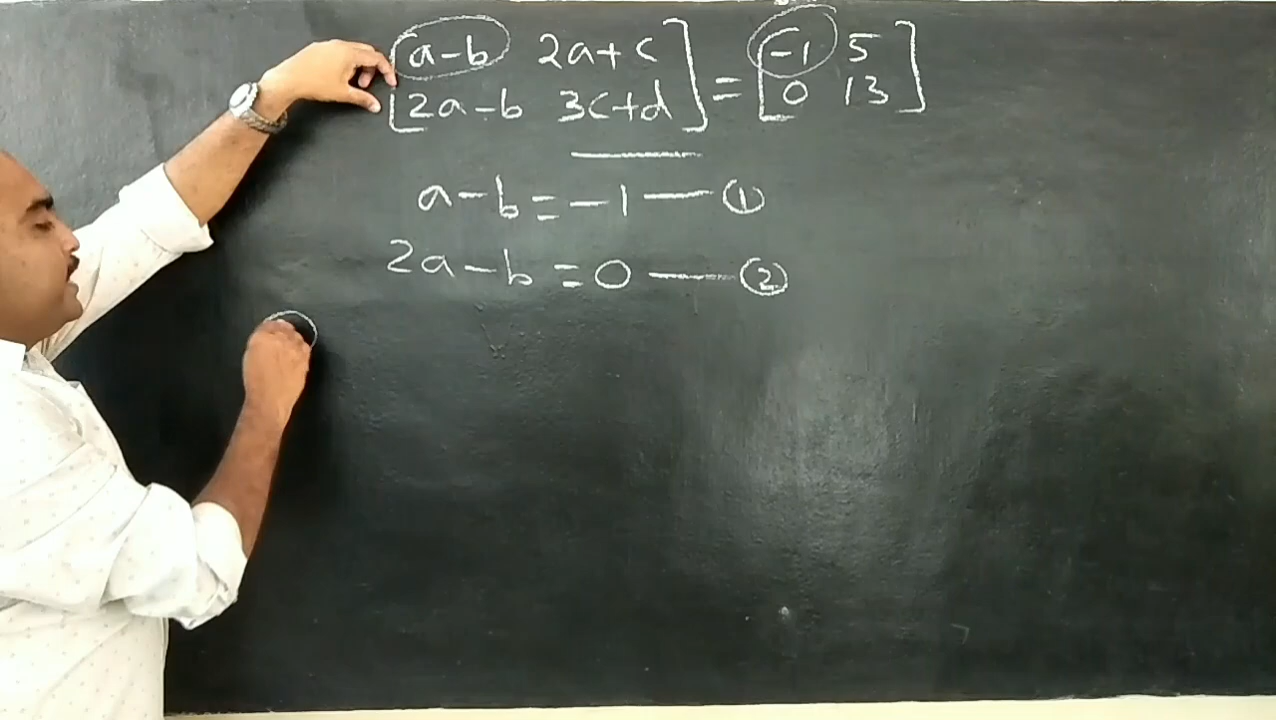 [a-b 2a+c] = [-1 5]
[2a-b 3c+d] [0 13]
a-b=-1 — ①
2a-b=0 — ②